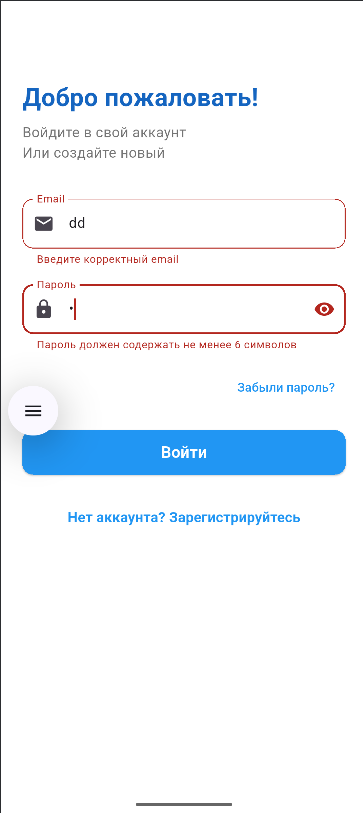 Добро пожаловать!
Войдите в свой аккаунт
Или создайте новый
Email
dd
Введите корректный email
Пароль
•
Пароль должен содержать не менее 6 символов
Забыли пароль?
Войти
Нет аккаунта? Зарегистрируйтесь